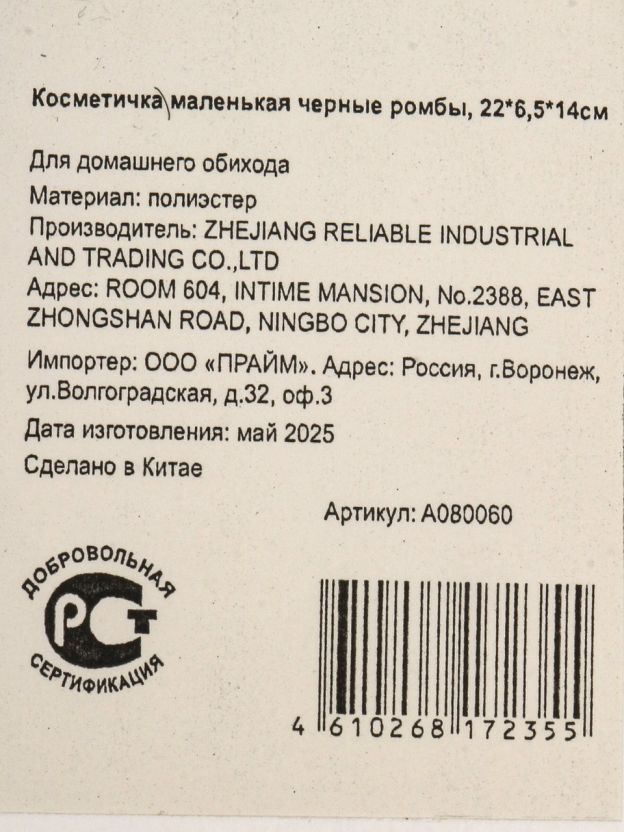 Косметичка маленькая черные ромбы, 22*6,5*14см
Для домашнего обихода
Материал: полиэстер
Производитель: ZHEJIANG RELIABLE INDUSTRIAL
AND TRADING CO.,LTD
Адрес: ROOM 604, INTIME MANSION, No.2388, EAST
ZHONGSHAN ROAD, NINGBO CITY, ZHEJIANG
Импортер: ООО «ПРАЙМ». Адрес: Россия, г.Воронеж,
ул.Волгоградская, д.32, оф.3
Дата изготовления: май 2025
Сделано в Китае
Артикул: A080060
ДОБРОВОЛЬНАЯ
РСТ
СЕРТИФИКАЦИЯ
4 610268 172355